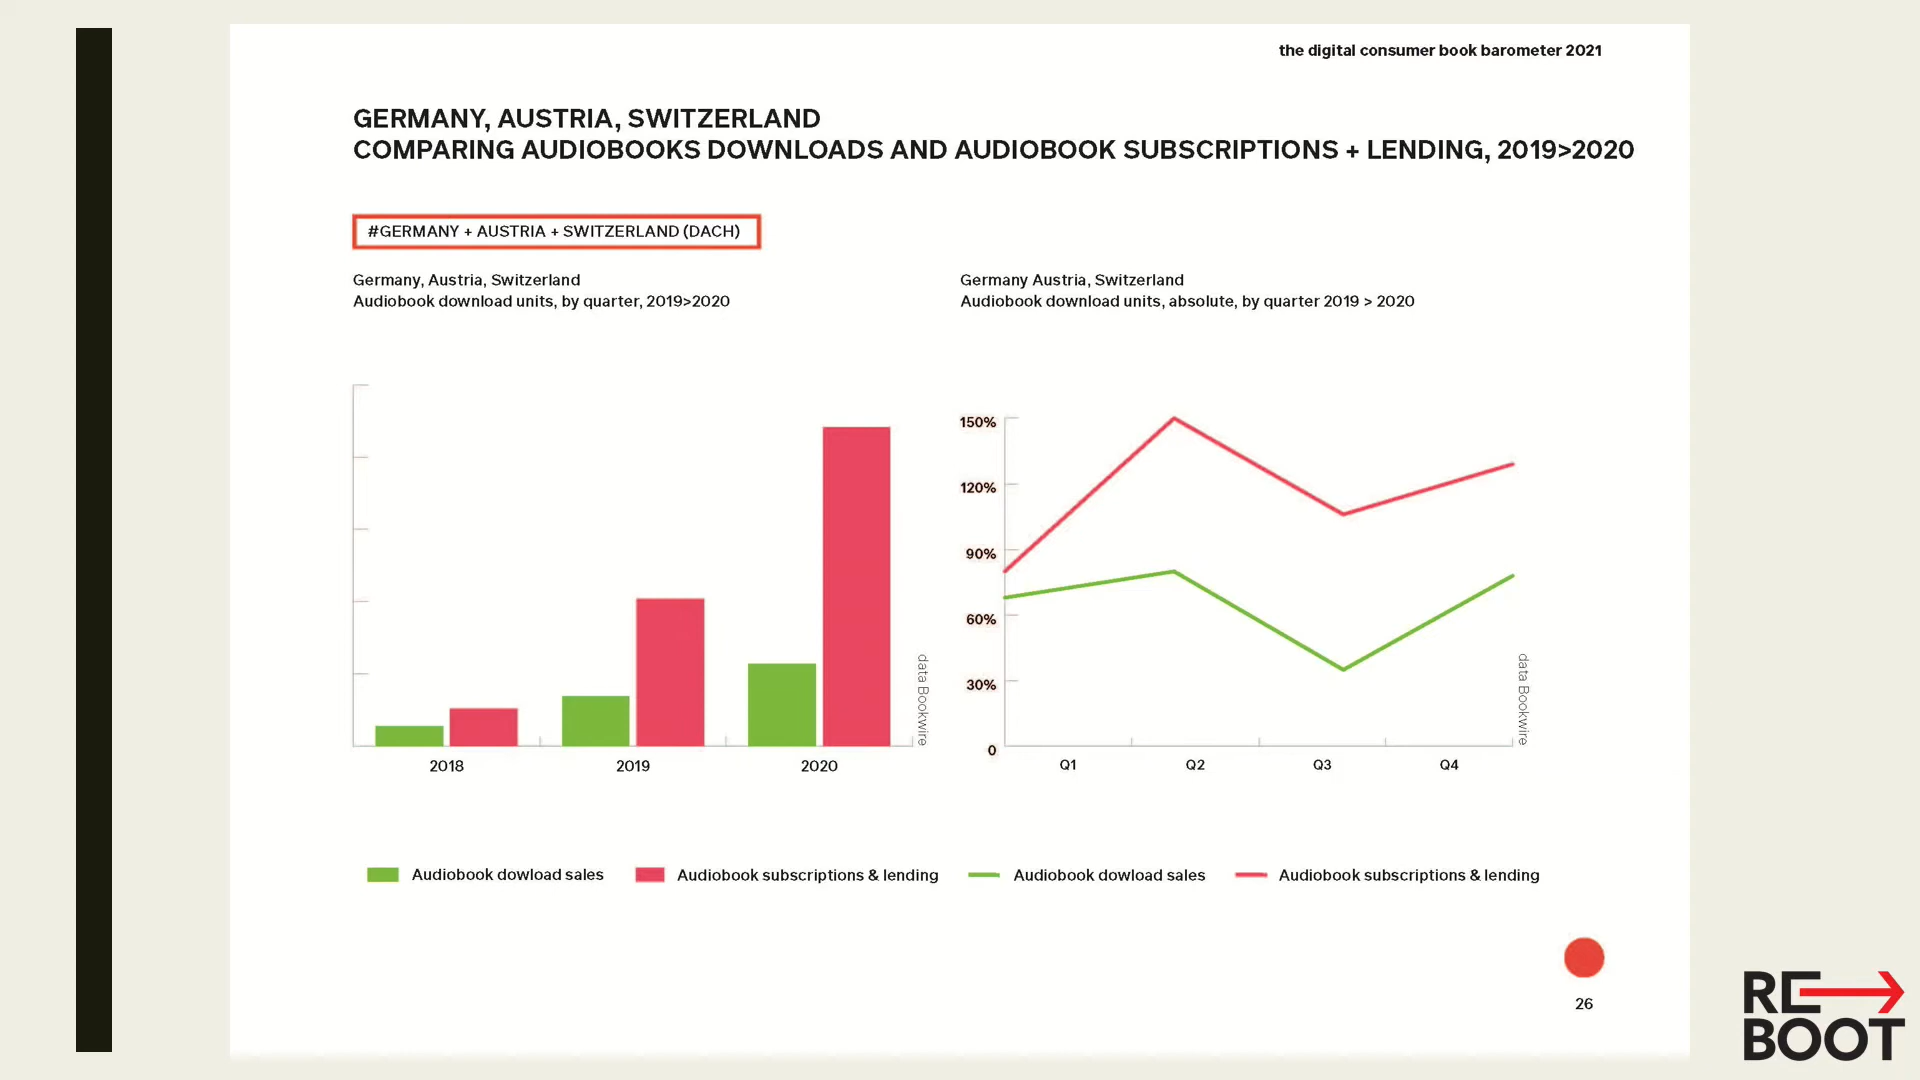 the digital consumer book barometer 2021
GERMANY, AUSTRIA, SWITZERLAND
COMPARING AUDIOBOOKS DOWNLOADS AND AUDIOBOOK SUBSCRIPTIONS + LENDING, 2019>2020
#GERMANY + AUSTRIA + SWITZERLAND (DACH)
Germany, Austria, Switzerland
Audiobook download units, by quarter, 2019>2020
2018
2019
2020
data Bookwire
Germany Austria, Switzerland
Audiobook download units, absolute, by quarter 2019 > 2020
150%
120%
90%
60%
30%
0
Q1
Q2
Q3
Q4
data Bookwire
Audiobook dowload sales
Audiobook subscriptions & lending
Audiobook dowload sales
Audiobook subscriptions & lending
26
RE
BOOT